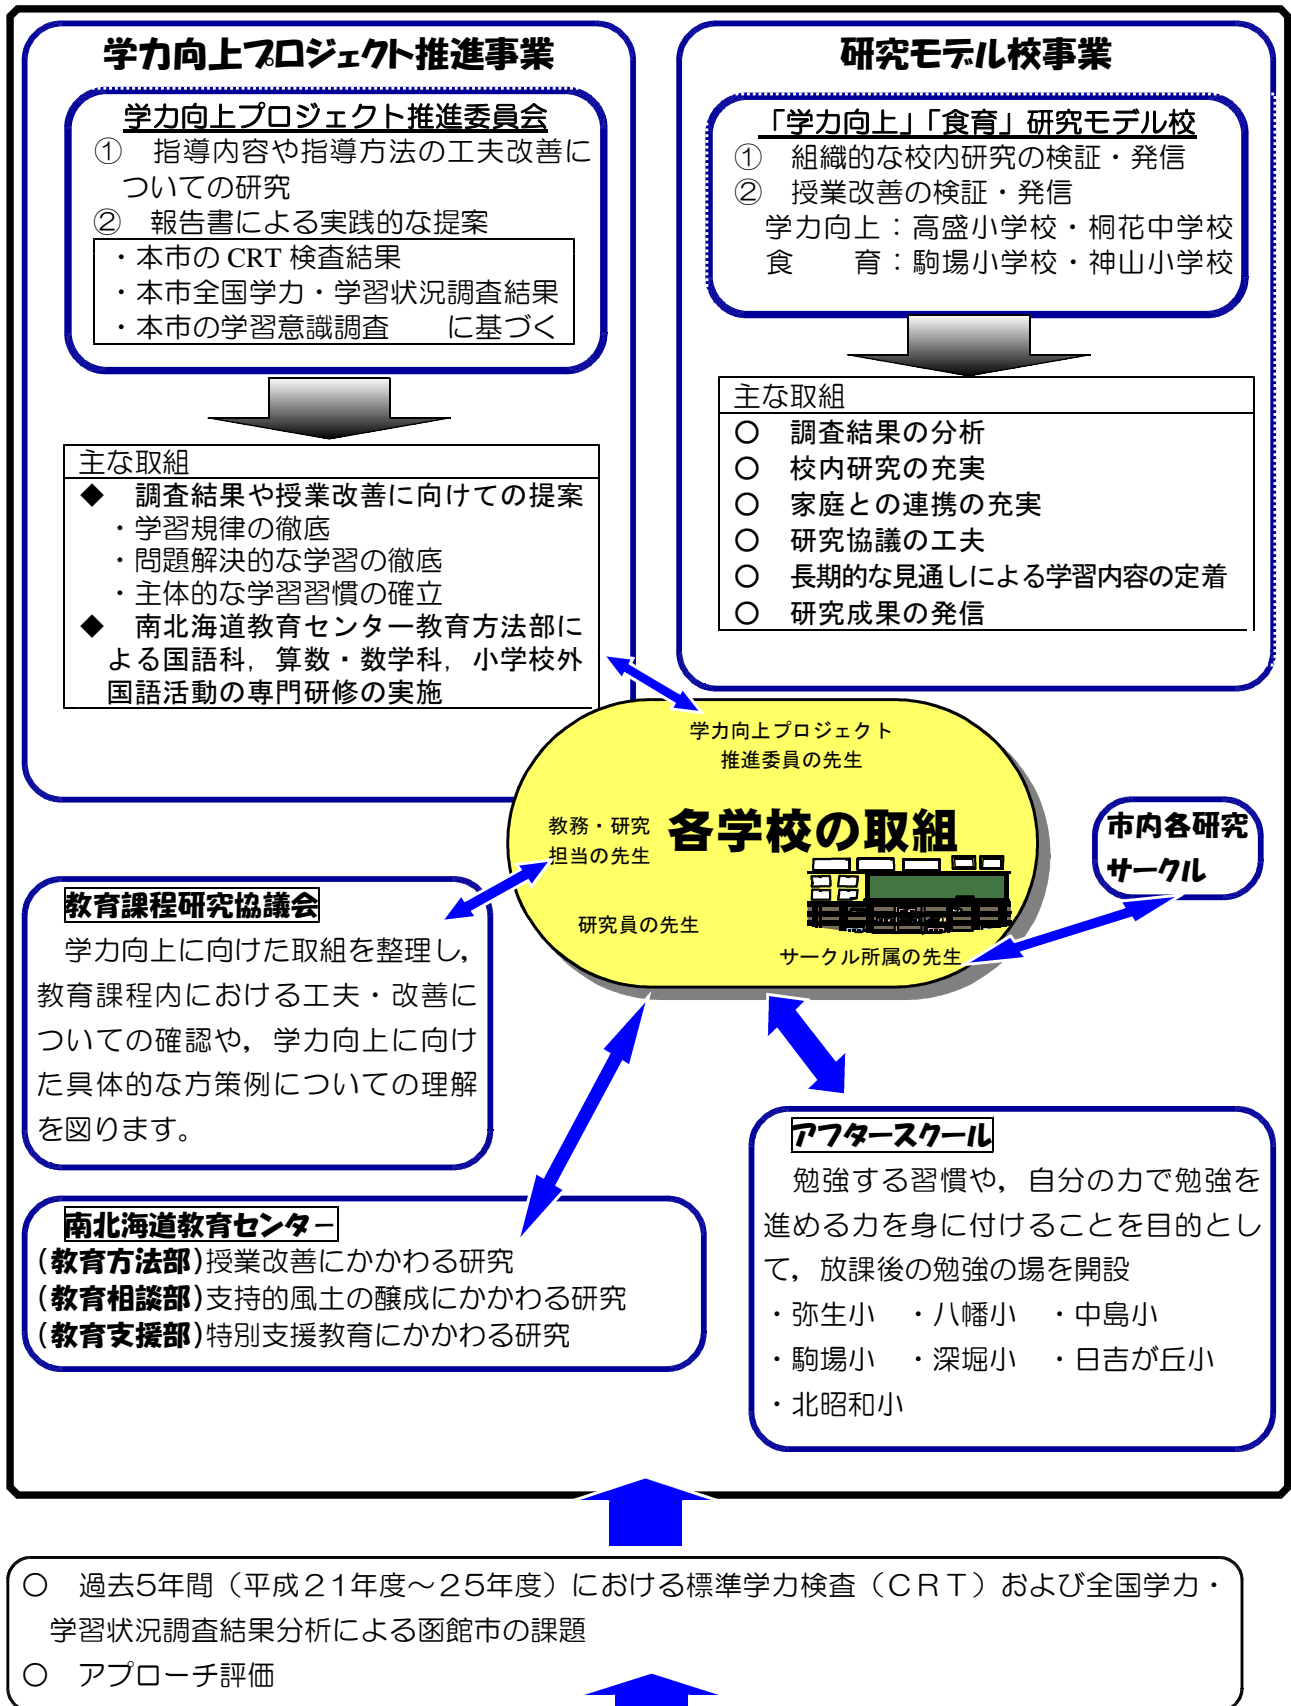 学力向上プロジェクト推進事業
学力向上プロジェクト推進委員会
①　指導内容や指導方法の工夫改善に
ついての研究
②　報告書による実践的な提案
・本市の CRT 検査結果
・本市全国学力・学習状況調査結果
・本市の学習意識調査　　に基づく
主な取組
◆　調査結果や授業改善に向けての提案
・学習規律の徹底
・問題解決的な学習の徹底
・主体的な学習習慣の確立
◆　南北海道教育センター教育方法部に
よる国語科，算数・数学科，小学校外
国語活動の専門研修の実施
研究モデル校事業
「学力向上」「食育」研究モデル校
①　組織的な校内研究の検証・発信
②　授業改善の検証・発信
学力向上：高盛小学校・桐花中学校
食　　育：駒場小学校・神山小学校
主な取組
○　調査結果の分析
○　校内研究の充実
○　家庭との連携の充実
○　研究協議の工夫
○　長期的な見通しによる学習内容の定着
○　研究成果の発信
学力向上プロジェクト
推進委員の先生
各学校の取組
教務・研究
担当の先生
研究員の先生
サークル所属の先生
市内各研究
サークル
教育課程研究協議会
学力向上に向けた取組を整理し，
教育課程内における工夫・改善に
ついての確認や，学力向上に向け
た具体的な方策例についての理解
を図ります。
南北海道教育センター
(教育方法部)授業改善にかかわる研究
(教育相談部)支持的風土の醸成にかかわる研究
(教育支援部)特別支援教育にかかわる研究
アフタースクール
勉強する習慣や，自分の力で勉強を
進める力を身に付けることを目的とし
て，放課後の勉強の場を開設
・弥生小　・八幡小　・中島小
・駒場小　・深堀小　・日吉が丘小
・北昭和小
○　過去5年間（平成２1年度～２5年度）における標準学力検査（ＣＲＴ）および全国学力・
学習状況調査結果分析による函館市の課題
○　アプローチ評価